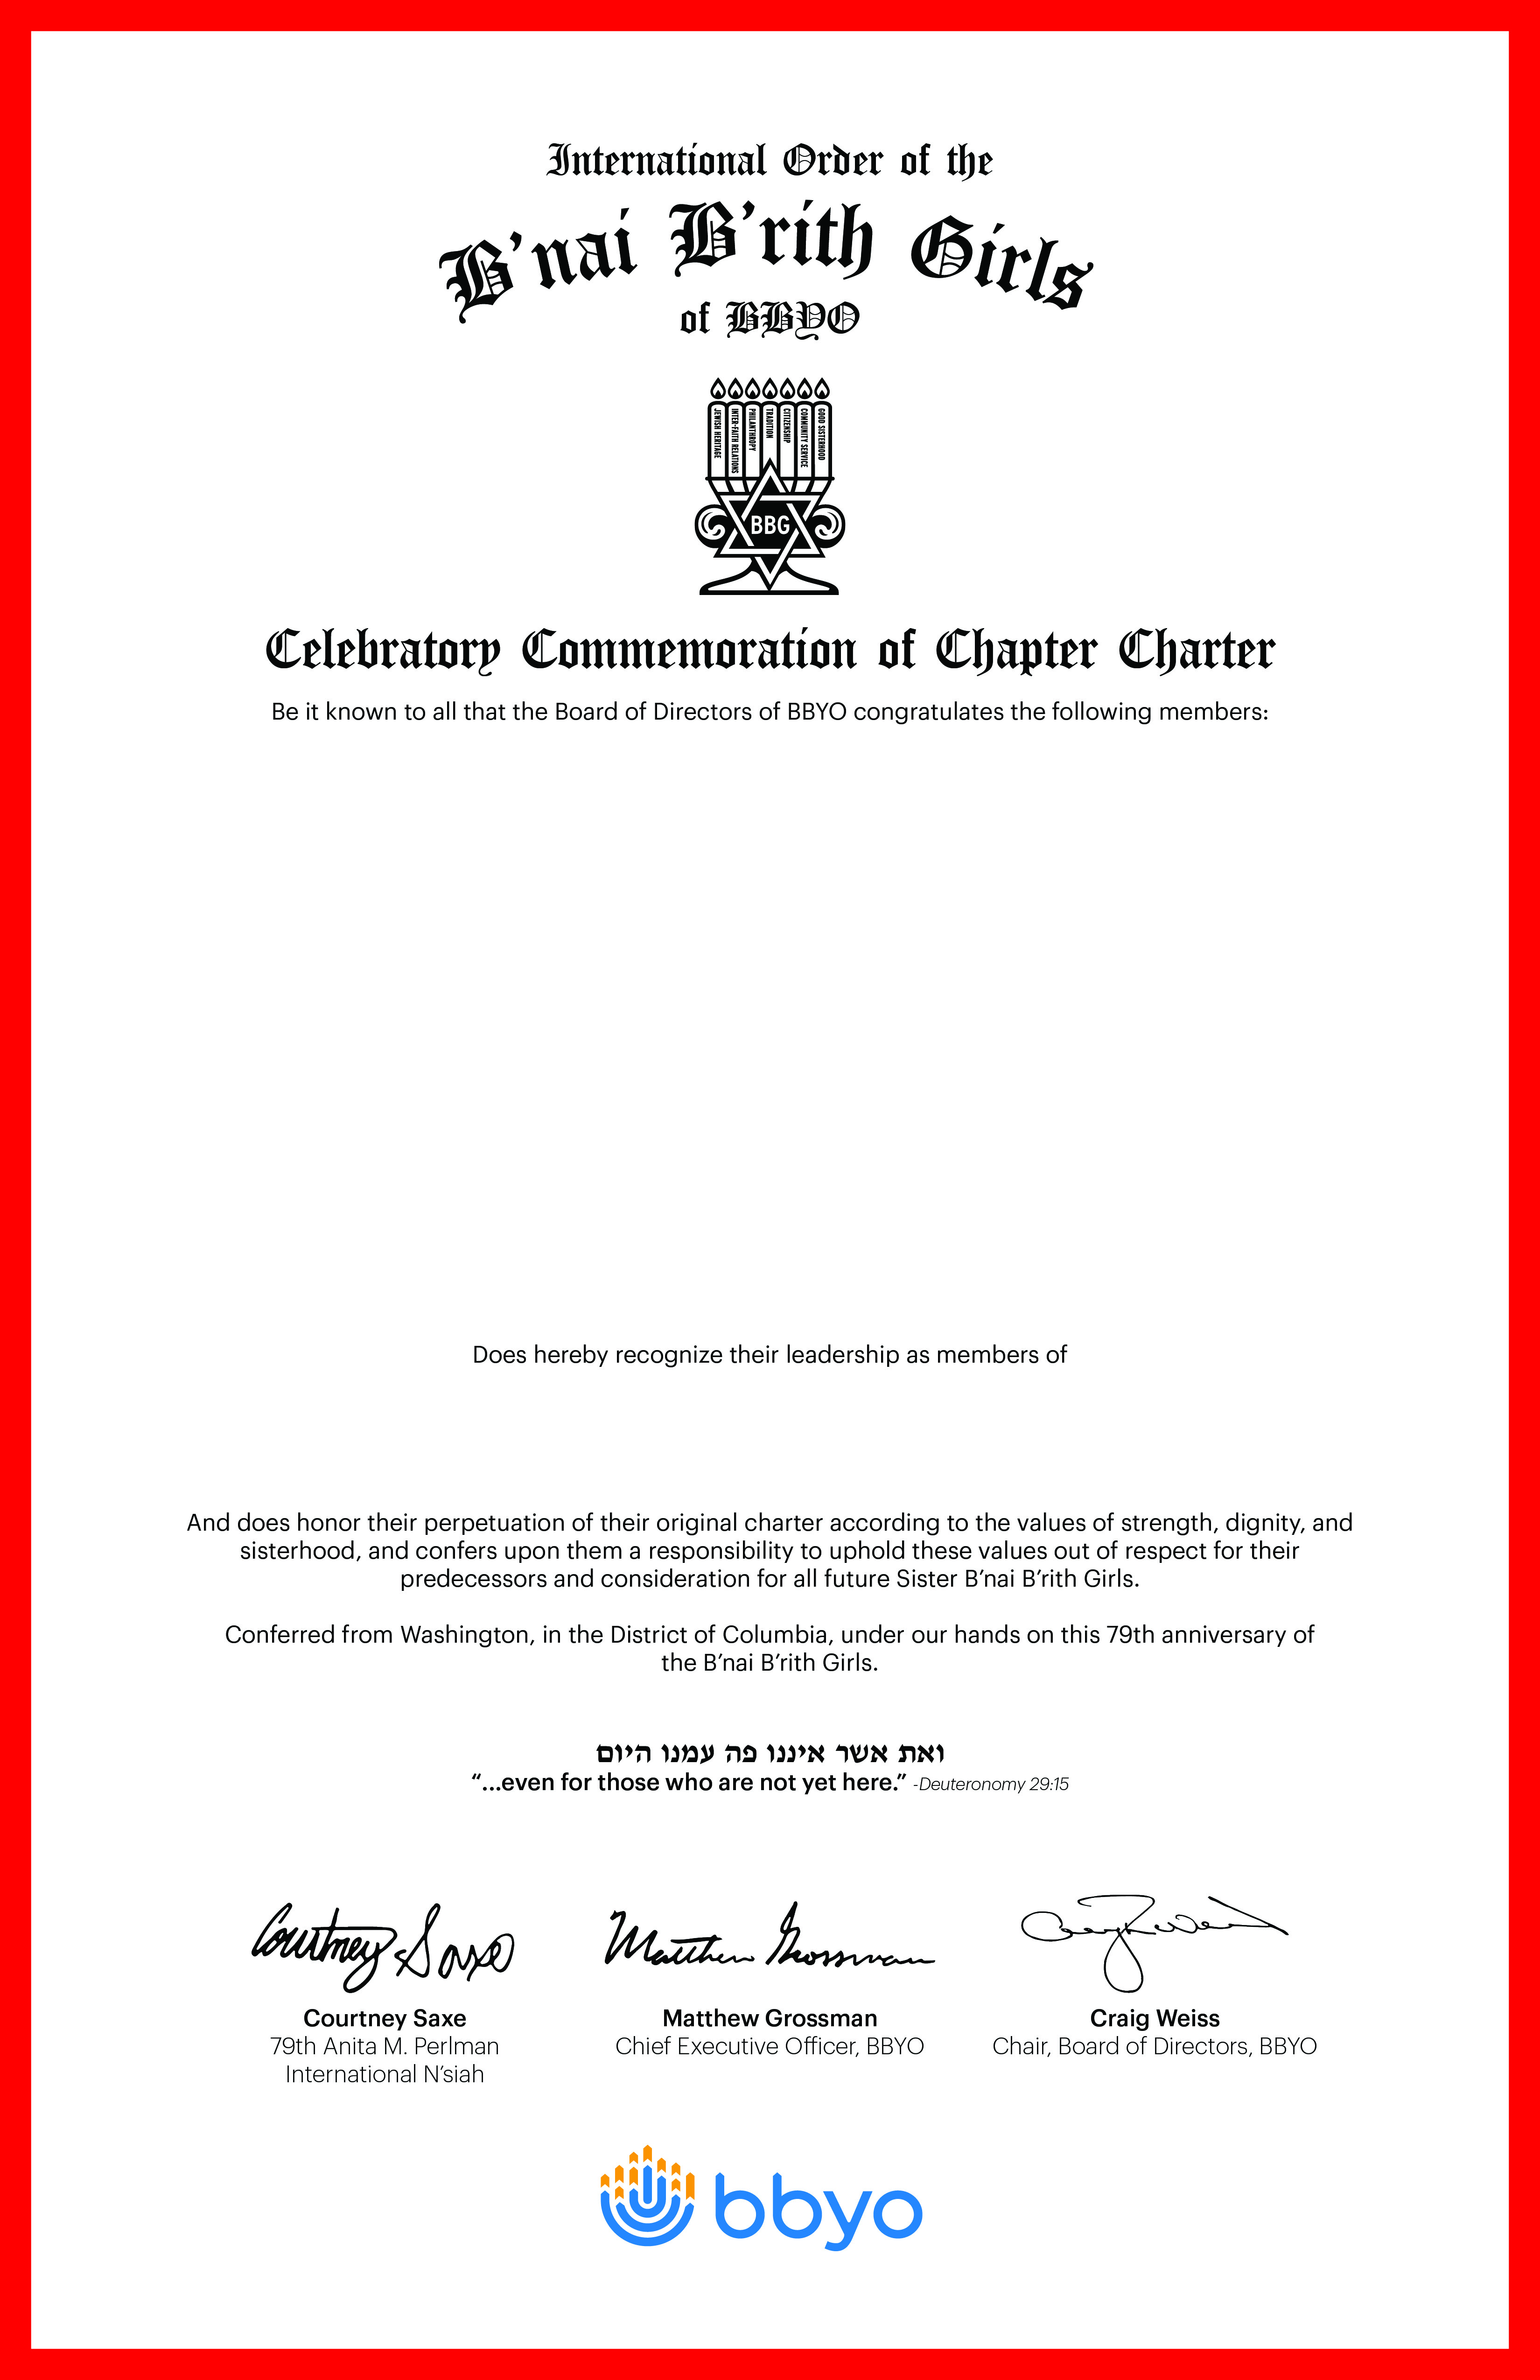 International Order of the
B’nai B’rith Girls
of BBYO
JEWISH HERITAGE
INTER-FAITH RELATIONS
PHILANTHROPY
TRADITION
CITIZENSHIP
COMMUNITY SERVICE
GOOD SISTERHOOD
BBG
Celebratory Commemoration of Chapter Charter
Be it known to all that the Board of Directors of BBYO congratulates the following members:
Does hereby recognize their leadership as members of
And does honor their perpetuation of their original charter according to the values of strength, dignity, and
sisterhood, and confers upon them a responsibility to uphold these values out of respect for their
predecessors and consideration for all future Sister B’nai B’rith Girls.
Conferred from Washington, in the District of Columbia, under our hands on this 79th anniversary of
the B’nai B’rith Girls.
ואת אשר איננו פה עמנו היום
“...even for those who are not yet here.” -Deuteronomy 29:15
Courtney Saxe
Matthew Grossman
Craig Weiss
Courtney Saxe
79th Anita M. Perlman
International N’siah
Matthew Grossman
Chief Executive Officer, BBYO
Craig Weiss
Chair, Board of Directors, BBYO
bbyo